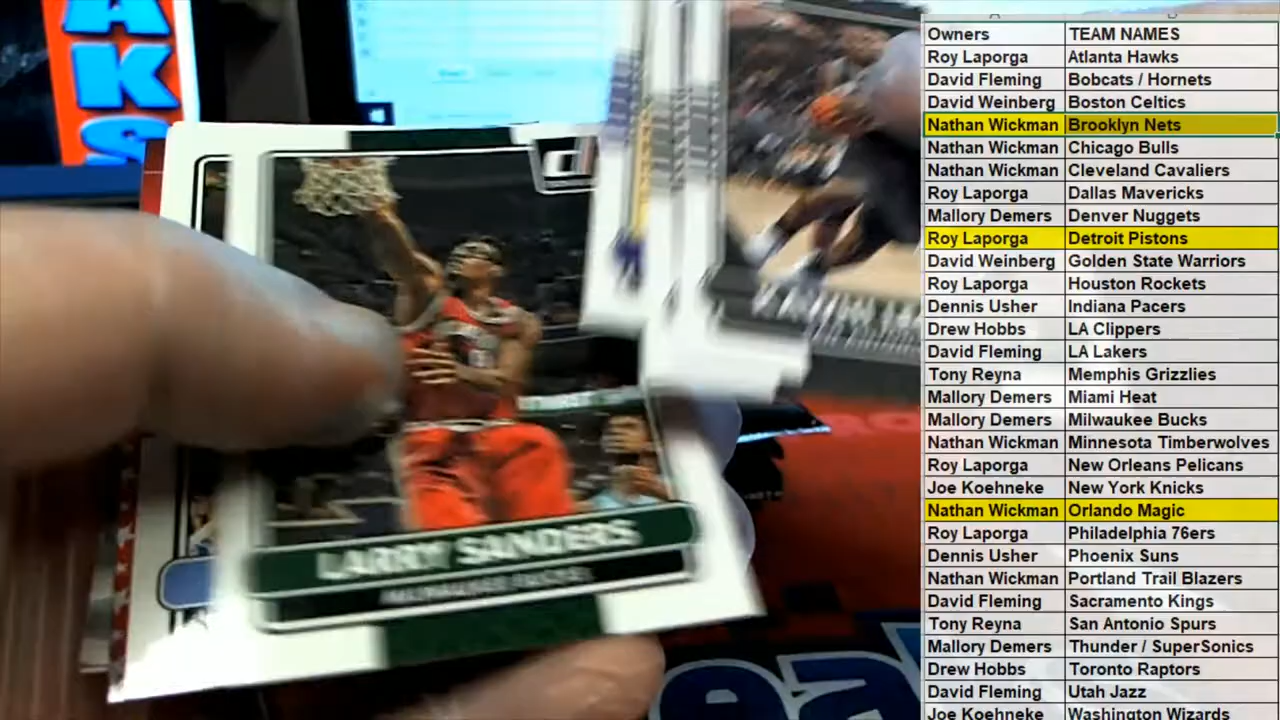 AKS
LARRY SANDERS
MILWAUKEE BUCKS
Owners TEAM NAMES
Roy Laporga Atlanta Hawks
David Fleming Bobcats / Hornets
David Weinberg Boston Celtics
Nathan Wickman Brooklyn Nets
Nathan Wickman Chicago Bulls
Nathan Wickman Cleveland Cavaliers
Roy Laporga Dallas Mavericks
Mallory Demers Denver Nuggets
Roy Laporga Detroit Pistons
David Weinberg Golden State Warriors
Roy Laporga Houston Rockets
Dennis Usher Indiana Pacers
Drew Hobbs LA Clippers
David Fleming LA Lakers
Tony Reyna Memphis Grizzlies
Mallory Demers Miami Heat
Mallory Demers Milwaukee Bucks
Nathan Wickman Minnesota Timberwolves
Roy Laporga New Orleans Pelicans
Joe Koehneke New York Knicks
Nathan Wickman Orlando Magic
Roy Laporga Philadelphia 76ers
Dennis Usher Phoenix Suns
Nathan Wickman Portland Trail Blazers
David Fleming Sacramento Kings
Tony Reyna San Antonio Spurs
Mallory Demers Thunder / SuperSonics
Drew Hobbs Toronto Raptors
David Fleming Utah Jazz
Joe Koehneke Washington Wizards